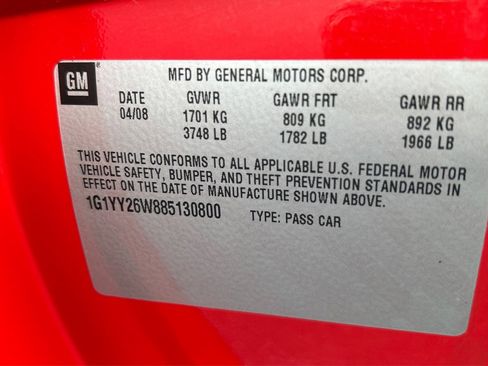 GM
MFD BY GENERAL MOTORS CORP.
DATE GVWR GAWR FRT GAWR RR
04/08 1701 KG 809 KG 892 KG
3748 LB 1782 LB 1966 LB
THIS VEHICLE CONFORMS TO ALL APPLICABLE U.S. FEDERAL MOTOR
VEHICLE SAFETY, BUMPER, AND THEFT PREVENTION STANDARDS IN
EFFECT ON THE DATE OF MANUFACTURE SHOWN ABOVE.
1G1YY26W885130800 TYPE: PASS CAR